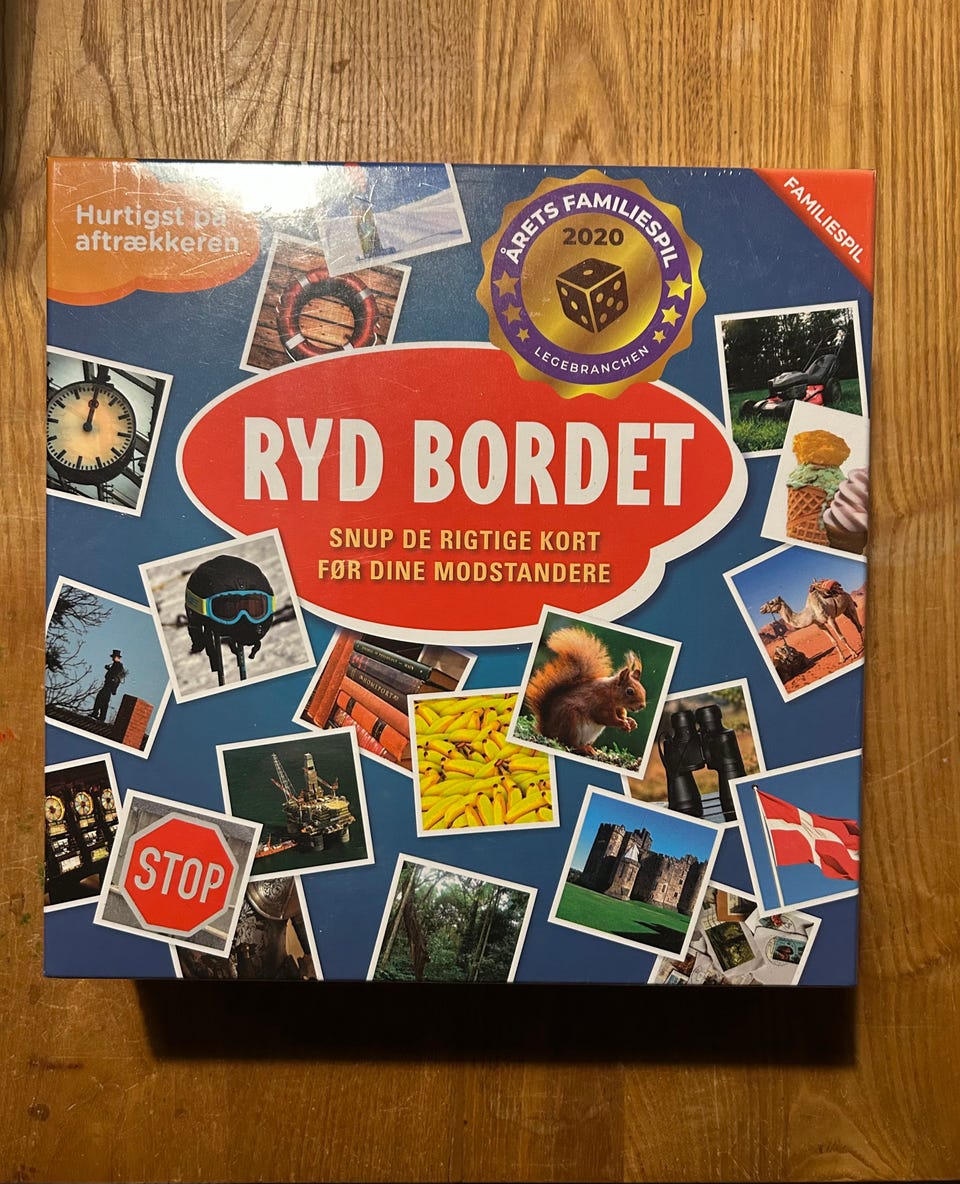 Hurtigst på
aftrækkeren
ÅRETS FAMILIESPIL
2020
LEGEBRANCHEN
FAMILIESPIL
RYD BORDET
SNUP DE RIGTIGE KORT
FØR DINE MODSTANDERE
STOP